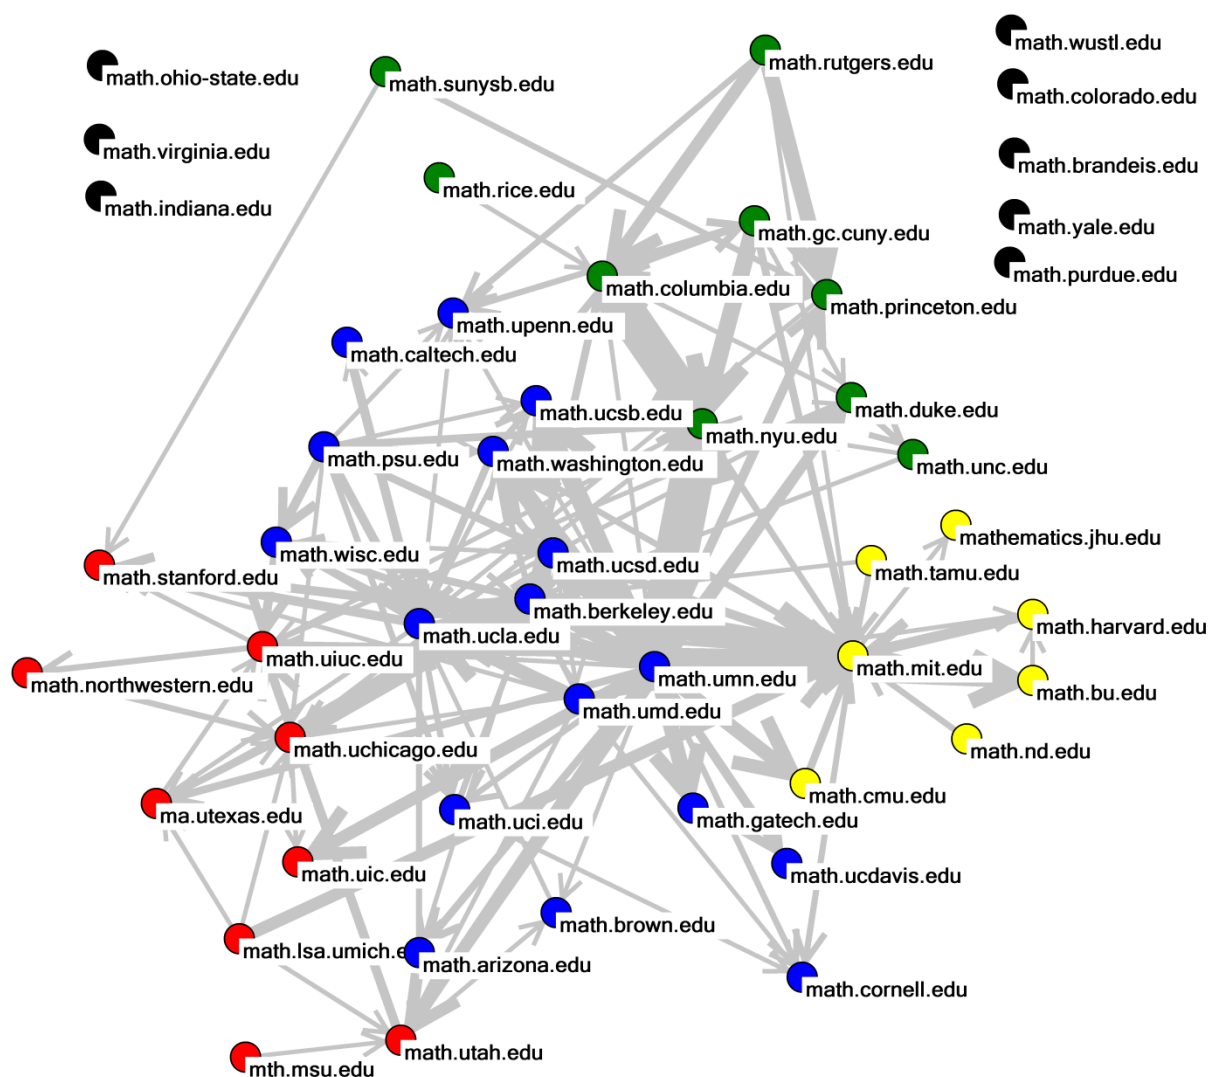 math.wustl.edu
math.rutgers.edu
math.ohio-state.edu
math.sunysb.edu
math.colorado.edu
math.virginia.edu
math.brandeis.edu
math.rice.edu
math.indiana.edu
math.yale.edu
math.gc.cuny.edu
math.purdue.edu
math.columbia.edu
math.princeton.edu
math.upenn.edu
math.caltech.edu
math.ucsb.edu
math.duke.edu
math.nyu.edu
math.psu.edu
math.washington.edu
math.unc.edu
mathematics.jhu.edu
math.wisc.edu
math.ucsd.edu
math.tamu.edu
math.stanford.edu
math.berkeley.edu
math.harvard.edu
math.ucla.edu
math.uiuc.edu
math.mit.edu
math.umn.edu
math.northwestern.edu
math.bu.edu
math.umd.edu
math.uchicago.edu
math.nd.edu
math.cmu.edu
ma.utexas.edu
math.uci.edu
math.gatech.edu
math.uic.edu
math.ucdavis.edu
math.brown.edu
math.lsa.umich.e
math.arizona.edu
math.cornell.edu
math.utah.edu
mth.msu.edu